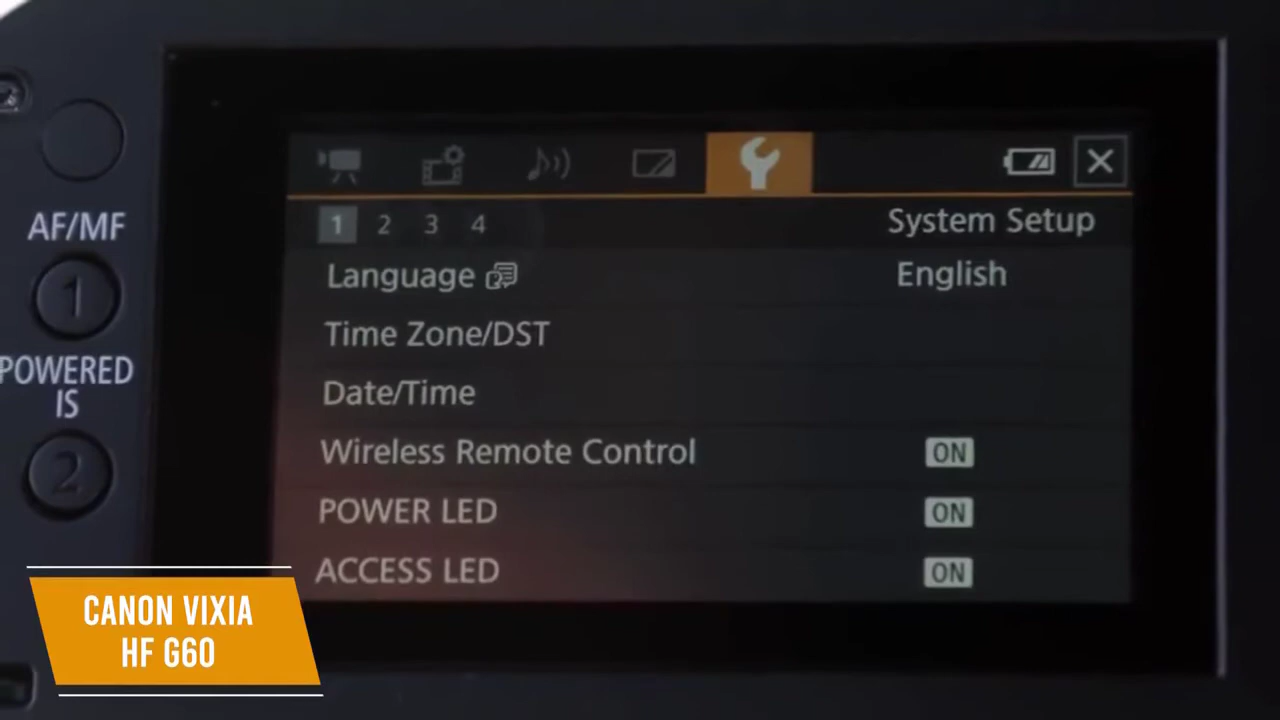 AF/MF
1
POWERED
IS
2
1 2 3 4
System Setup
Language
English
Time Zone/DST
Date/Time
Wireless Remote Control
ON
POWER LED
ON
ACCESS LED
ON
CANON VIXIA
HF G60